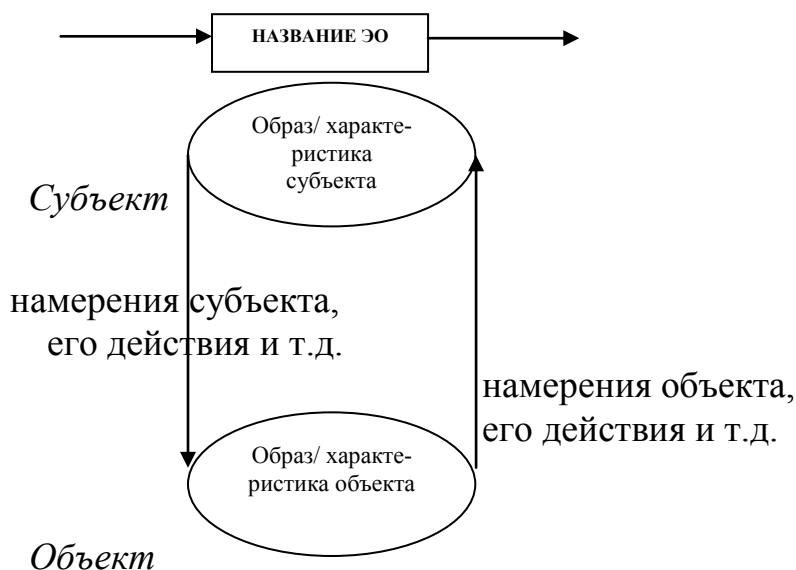 НАЗВАНИЕ ЭО
Образ/ характе-
ристика
субъекта
Субъект
намерения субъекта,
его действия и т.д.
намерения объекта,
его действия и т.д.
Образ/ характе-
ристика объекта
Объект